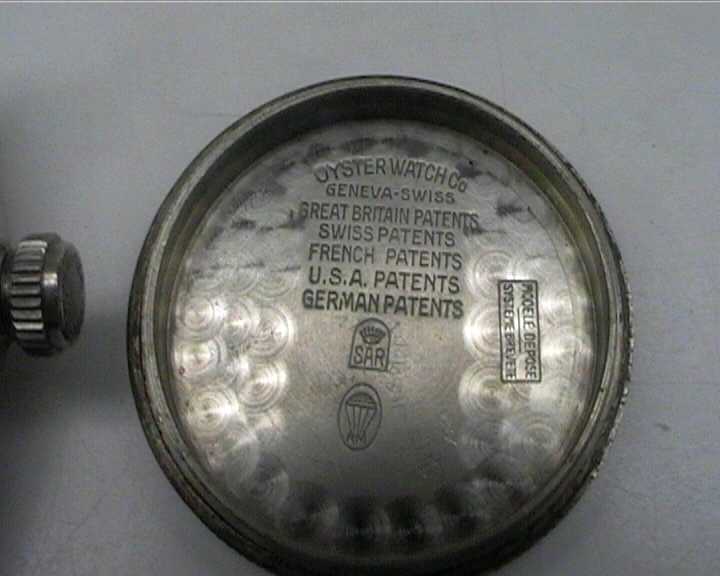 OYSTER WATCH Co
GENEVA-SWISS
GREAT BRITAIN PATENTS
SWISS PATENTS
FRENCH PATENTS
U.S.A. PATENTS
GERMAN PATENTS
SAR
MODELE DEPOSE
SYSTEME BREVETE